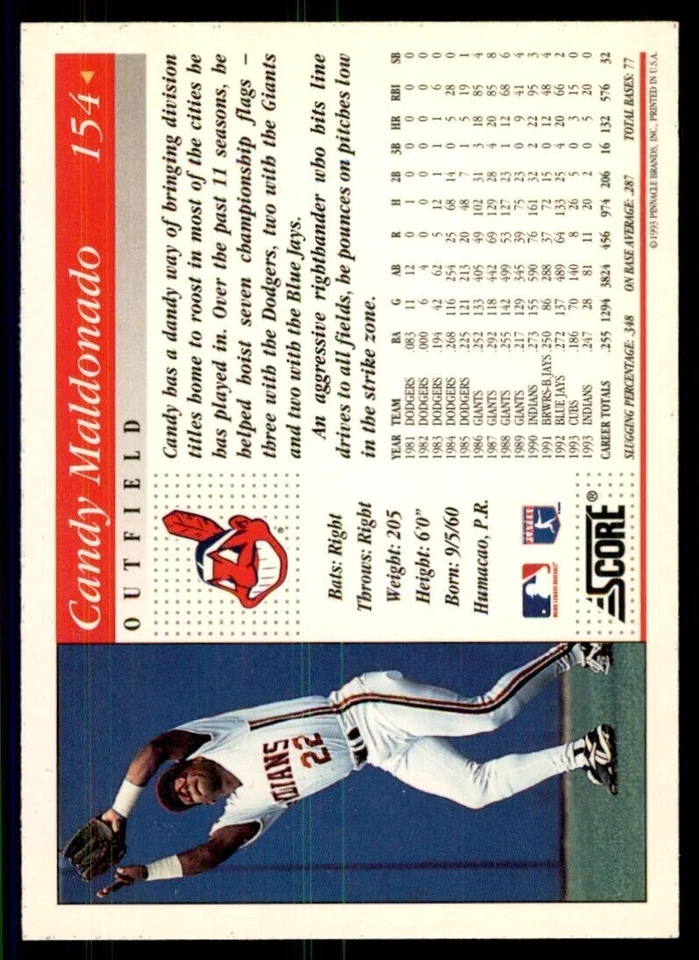 Candy Maldonado 154
OUTFIELD
Candy has a dandy way of bringing division
titles home to roost in most of the cities he
has played in. Over the past 11 seasons, he
helped hoist seven championship flags –
three with the Dodgers, two with the Giants
and two with the Blue Jays.
An aggressive righthander who hits line
drives to all fields, he pounces on pitches low
in the strike zone.
Bats: Right
Throws: Right
Weight: 205
Height: 6'0"
Born: 9/5/60
Humacao, P.R.
YEAR TEAM BA G AB R H 2B 3B HR RBI SB
1981 DODGERS .083 11 12 0 1 0 0 0 0 0
1982 DODGERS .000 6 4 0 0 0 0 0 0 0
1983 DODGERS .194 42 62 5 12 1 1 1 6 0
1984 DODGERS .268 116 254 25 68 14 0 5 28 0
1985 DODGERS .225 121 213 20 48 7 1 5 19 1
1986 GIANTS .252 133 405 49 102 31 3 18 85 4
1987 GIANTS .292 118 442 69 129 28 4 20 85 8
1988 GIANTS .255 142 499 53 127 23 1 12 68 6
1989 GIANTS .217 129 345 39 75 23 0 9 41 4
1990 INDIANS .273 155 590 76 161 32 2 22 95 3
1991 BRWRS-B.JAYS .250 86 288 37 72 15 0 12 48 4
1992 BLUE JAYS .272 137 489 64 133 25 4 20 66 2
1993 CUBS .186 70 140 8 26 5 0 3 15 0
1993 INDIANS .247 28 81 11 20 2 0 5 20 0
CAREER TOTALS .255 1294 3824 456 974 206 16 132 576 32
SLUGGING PERCENTAGE: .348 ON BASE AVERAGE: .287 TOTAL BASES: 77
© 1993 PINNACLE BRANDS, INC., PRINTED IN U.S.A.
MAJOR LEAGUE BASEBALL
PLAYERS
SCORE®
DIANS
22